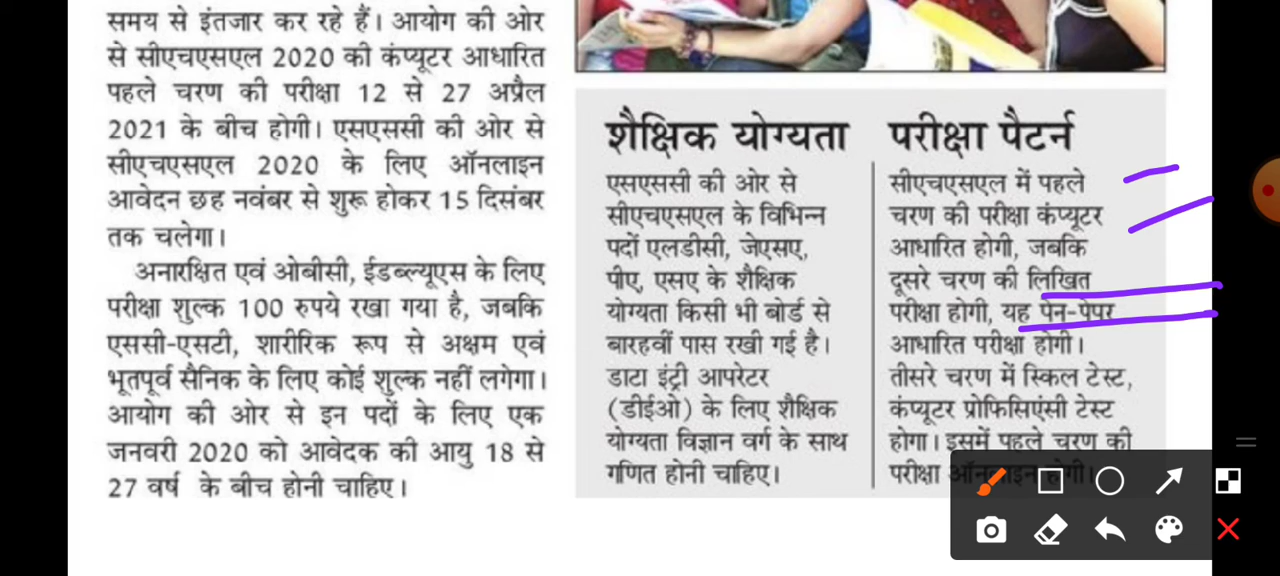 समय से इंतजार कर रहे हैं। आयोग की ओर
से सीएचएसएल 2020 की कंप्यूटर आधारित
पहले चरण की परीक्षा 12 से 27 अप्रैल
2021 के बीच होगी। एसएससी की ओर से
सीएचएसएल 2020 के लिए ऑनलाइन
आवेदन छह नवंबर से शुरू होकर 15 दिसंबर
तक चलेगा।
अनारक्षित एवं ओबीसी, ईडब्ल्यूएस के लिए
परीक्षा शुल्क 100 रुपये रखा गया है, जबकि
एससी-एसटी, शारीरिक रूप से अक्षम एवं
भूतपूर्व सैनिक के लिए कोई शुल्क नहीं लगेगा।
आयोग की ओर से इन पदों के लिए एक
जनवरी 2020 को आवेदक की आयु 18 से
27 वर्ष के बीच होनी चाहिए।
शैक्षिक योग्यता
एसएससी की ओर से
सीएचएसएल के विभिन्न
पदों एलडीसी, जेएसए,
पीए, एसए के शैक्षिक
योग्यता किसी भी बोर्ड से
बारहवीं पास रखी गई है।
डाटा इंट्री आपरेटर
(डीईओ) के लिए शैक्षिक
योग्यता विज्ञान वर्ग के साथ
गणित होनी चाहिए।
परीक्षा पैटर्न
सीएचएसएल में पहले
चरण की परीक्षा कंप्यूटर
आधारित होगी, जबकि
दूसरे चरण की लिखित
परीक्षा होगी, यह पेन-पेपर
आधारित परीक्षा होगी।
तीसरे चरण में स्किल टेस्ट,
कंप्यूटर प्रोफिसिएंसी टेस्ट
होगा। इसमें पहले चरण की
परीक्षा ऑनलाइन होगी।